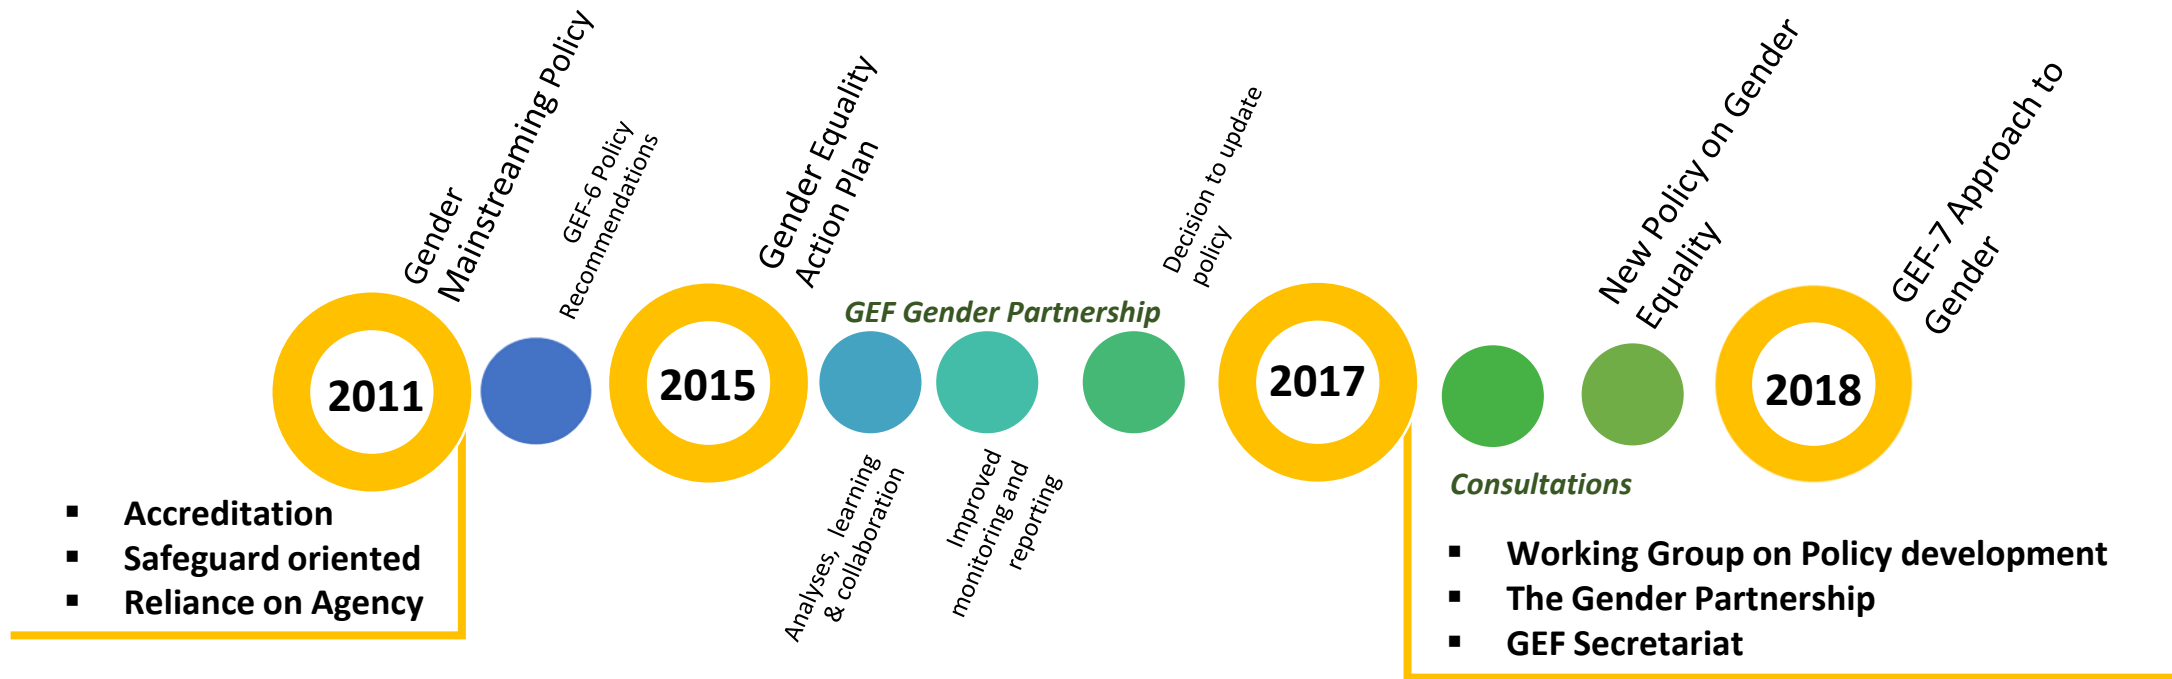 Gender
Mainstreaming Policy
GEF-6 Policy
Recommendations
Gender Equality
Action Plan
GEF Gender Partnership
Decision to update
policy
New Policy on Gender
Equality
GEF-7 Approach to
Gender
2011
2015
2017
2018
Analyses, learning
& collaboration
Improved
monitoring and
reporting
▪ Accreditation
▪ Safeguard oriented
▪ Reliance on Agency
Consultations
▪ Working Group on Policy development
▪ The Gender Partnership
▪ GEF Secretariat